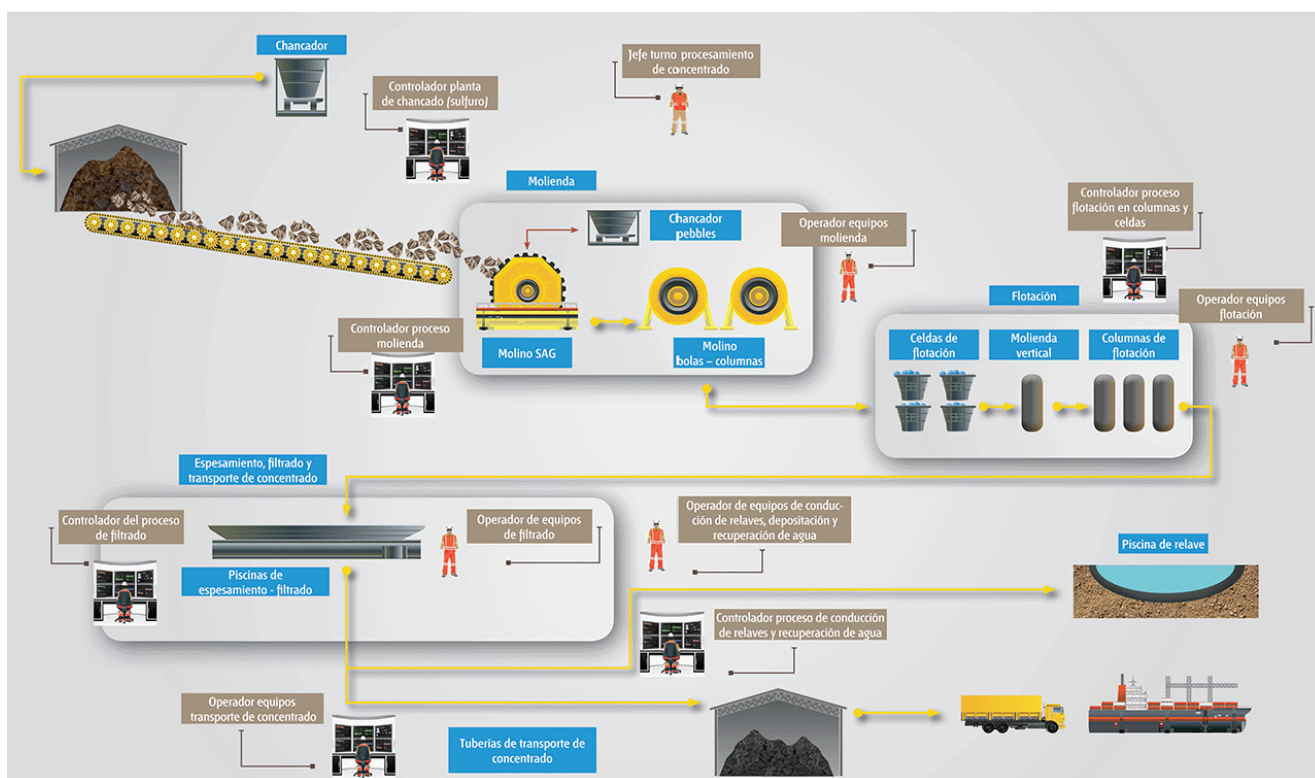 Chancador
Jefe turno procesamiento
de concentrado
Controlador planta
de chancado (sulfuro)
Molienda
Controlador proceso
flotación en columnas y
celdas
Chancador
pebbles
Operador equipos
molienda
Flotación
Operador equipos
flotación
Controlador proceso
molienda
Molino SAG
Molino
bolas – columnas
Celdas de
flotación
Molienda
vertical
Columnas de
flotación
Espesamiento, filtrado y
transporte de concentrado
Controlador del proceso
de filtrado
Operador de equipos
de filtrado
Operador de equipos de conduc-
ción de relaves, depositación y
recuperación de agua
Piscina de relave
Piscinas de
espesamiento - filtrado
Controlador proceso de conducción
de relaves y recuperación de agua
Operador equipos
transporte de concentrado
Tuberías de transporte de
concentrado